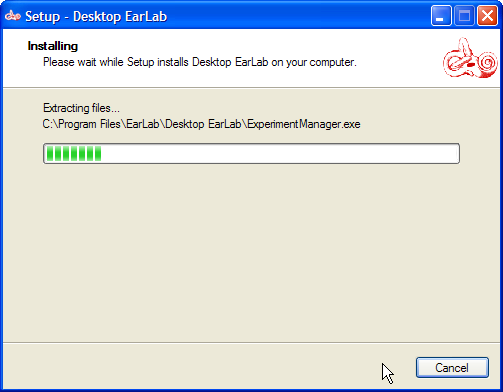 Setup - Desktop EarLab
Installing
Please wait while Setup installs Desktop EarLab on your computer.
Extracting files...
C:\Program Files\EarLab\Desktop EarLab\ExperimentManager.exe
Cancel